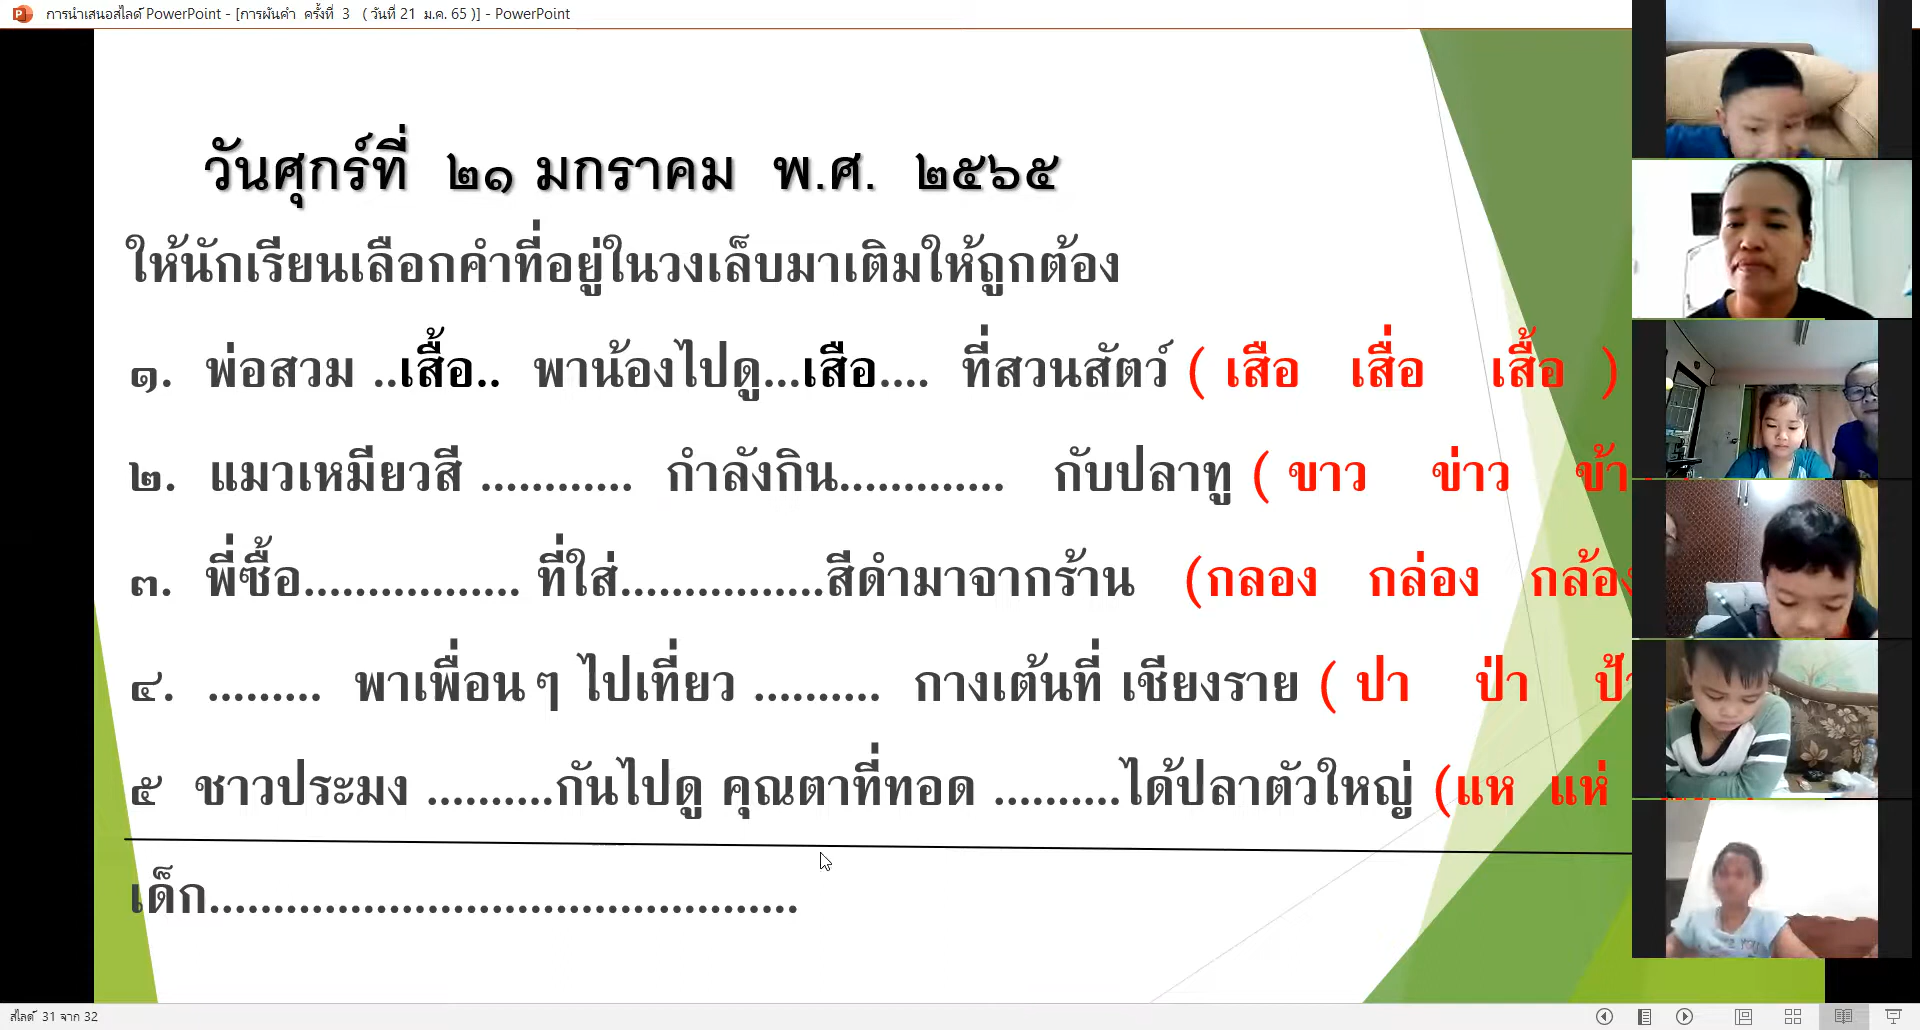 การนำเสนอสไลด์ PowerPoint - [การผันคำ ครั้งที่ 3 ( วันที่ 21 ม.ค. 65 )] - PowerPoint
วันศุกร์ที่ ๒๑ มกราคม พ.ศ. ๒๕๖๕
ให้นักเรียนเลือกคำที่อยู่ในวงเล็บมาเติมให้ถูกต้อง
๑. พ่อสวม ..เสื้อ.. พาน้องไปดู...เสือ.... ที่สวนสัตว์ ( เสือ เสื่อ เสื้อ )
๒. แมวเหมียวสี ............ กำลังกิน............. กับปลาทู ( ขาว ข่าว ข้า
๓. พี่ซื้อ................. ที่ใส่................สีดำมาจากร้าน (กลอง กล่อง กล้อง
๔. ......... พาเพื่อนๆ ไปเที่ยว .......... กางเต้นที่ เชียงราย ( ปา ป่า ป้า
๕ ชาวประมง ..........กันไปดู คุณตาที่ทอด ..........ได้ปลาตัวใหญ่ (แห แห่
เด็ก..............................................
สไลด์ 31 จาก 32